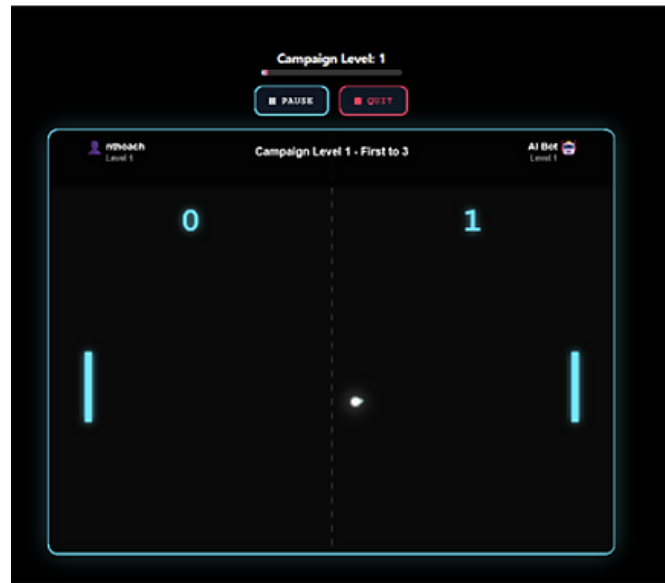 Campaign Level: 1
PAUSE QUIT
Level 1
Campaign Level 1 - First to 3
AI Bot
Level 1
0 1